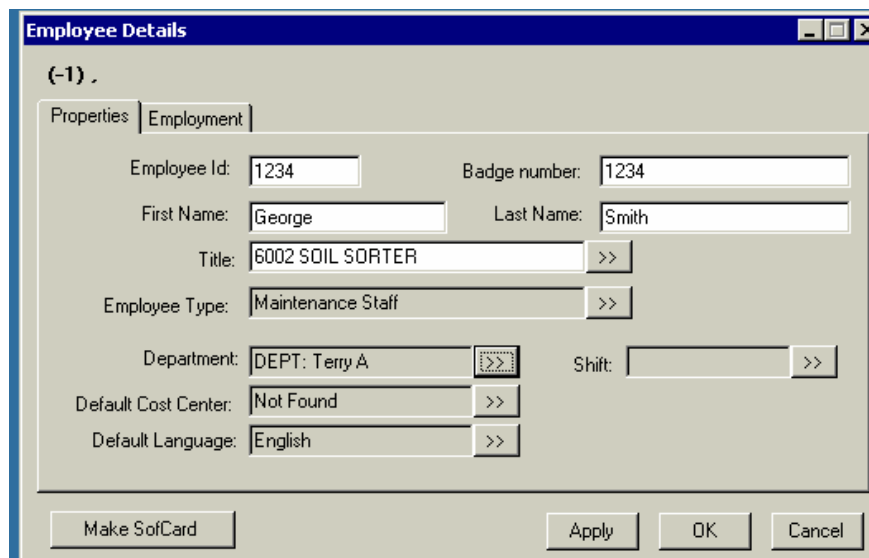 Employee Details
(-1) ,
Properties Employment
Employee Id: 1234 Badge number: 1234
First Name: George Last Name: Smith
Title: 6002 SOIL SORTER >>
Employee Type: Maintenance Staff >>
Department: DEPT: Terry A >> Shift: >>
Default Cost Center: Not Found >>
Default Language: English >>
Make SofCard Apply OK Cancel